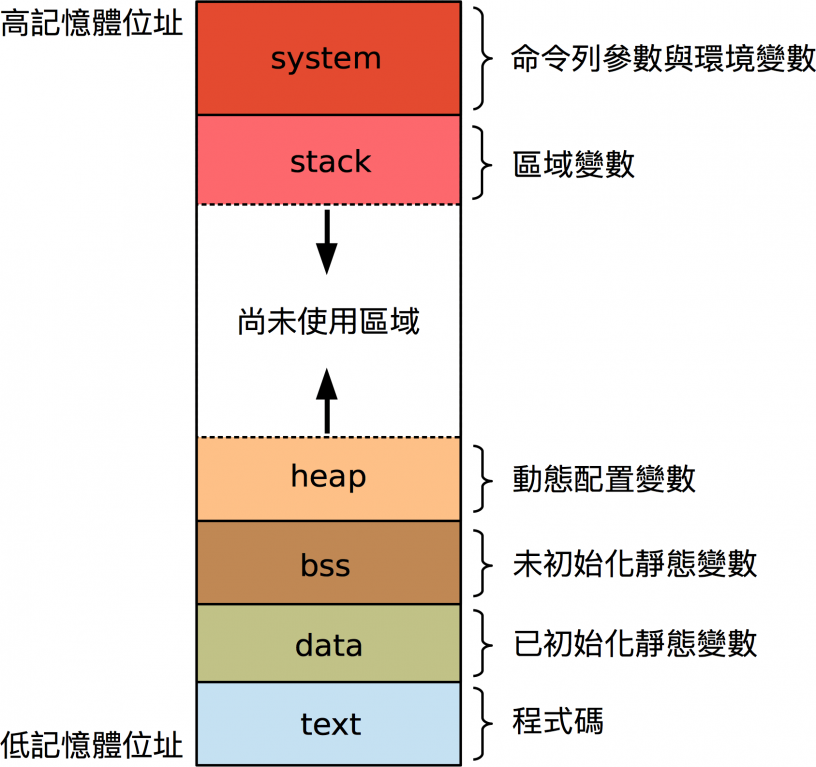 高記憶體位址
system
命令列參數與環境變數
stack
區域變數
尚未使用區域
heap
動態配置變數
bss
未初始化靜態變數
data
已初始化靜態變數
text
程式碼
低記憶體位址